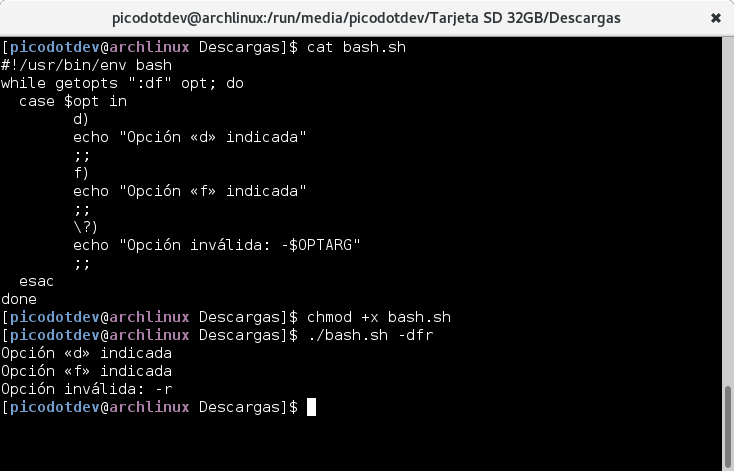 picodotdev@archlinux:/run/media/picodotdev/Tarjeta SD 32GB/Descargas
[picodotdev@archlinux Descargas]$ cat bash.sh
#!/usr/bin/env bash
while getopts ":df" opt; do
  case $opt in
        d)
        echo "Opción «d» indicada"
        ;;
        f)
        echo "Opción «f» indicada"
        ;;
        \?)
        echo "Opción inválida: -$OPTARG"
        ;;
  esac
done
[picodotdev@archlinux Descargas]$ chmod +x bash.sh
[picodotdev@archlinux Descargas]$ ./bash.sh -dfr
Opción «d» indicada
Opción «f» indicada
Opción inválida: -r
[picodotdev@archlinux Descargas]$